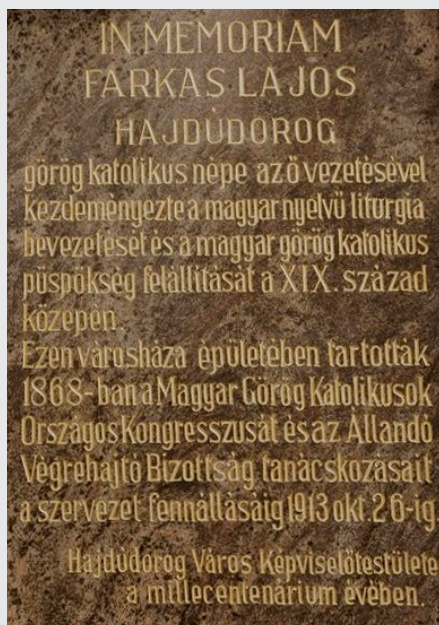 IN MEMORIAM
FARKAS LAJOS
HAJDÚDOROG
görög katolikus népe az ő vezetésével
kezdeményezte a magyar nyelvű liturgia
bevezetését és a magyar görög katolikus
püspökség felállítását a XIX. század
közepén.
Ezen városháza épületében tartották
1868-ban a Magyar Görög Katolikusok
Országos Kongresszusát és az Állandó
Végrehajtó Bizottság tanácskozásait
a szervezet fennállásáig 1913 okt. 26-ig
Hajdúdorog Város Képviselőtestülete
a millecentenárium évében.